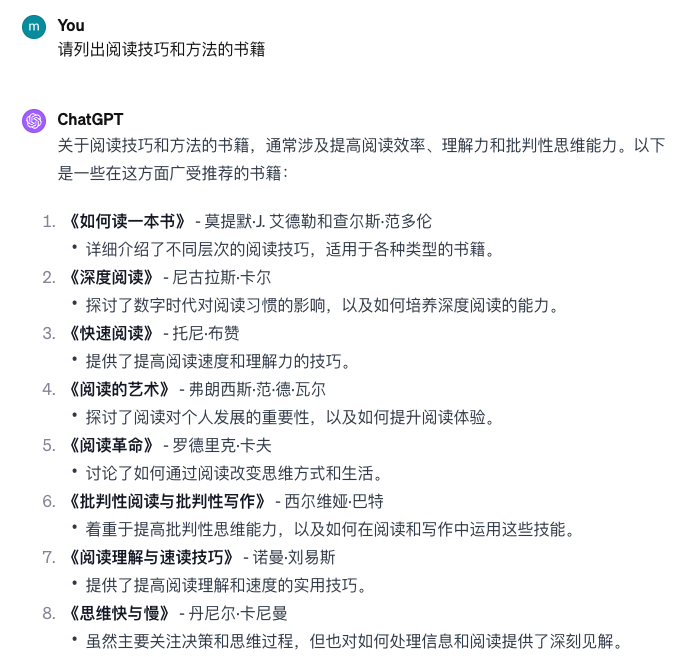 m You
请列出阅读技巧和方法的书籍
ChatGPT
关于阅读技巧和方法的书籍，通常涉及提高阅读效率、理解力和批判性思维能力。以下
是一些在这方面广受推荐的书籍：
1. 《如何读一本书》 - 莫提默·J. 艾德勒和查尔斯·范多伦
• 详细介绍了不同层次的阅读技巧，适用于各种类型的书籍。
2. 《深度阅读》 - 尼古拉斯·卡尔
• 探讨了数字时代对阅读习惯的影响，以及如何培养深度阅读的能力。
3. 《快速阅读》 - 托尼·布赞
• 提供了提高阅读速度和理解力的技巧。
4. 《阅读的艺术》 - 弗朗西斯·范·德·瓦尔
• 探讨了阅读对个人发展的重要性，以及如何提升阅读体验。
5. 《阅读革命》 - 罗德里克·卡夫
• 讨论了如何通过阅读改变思维方式和生活。
6. 《批判性阅读与批判性写作》 - 西尔维娅·巴特
• 着重于提高批判性思维能力，以及如何在阅读和写作中运用这些技能。
7. 《阅读理解与速读技巧》 - 诺曼·刘易斯
• 提供了提高阅读理解和速度的实用技巧。
8. 《思维快与慢》 - 丹尼尔·卡尼曼
• 虽然主要关注决策和思维过程，但也对如何处理信息和阅读提供了深刻见解。